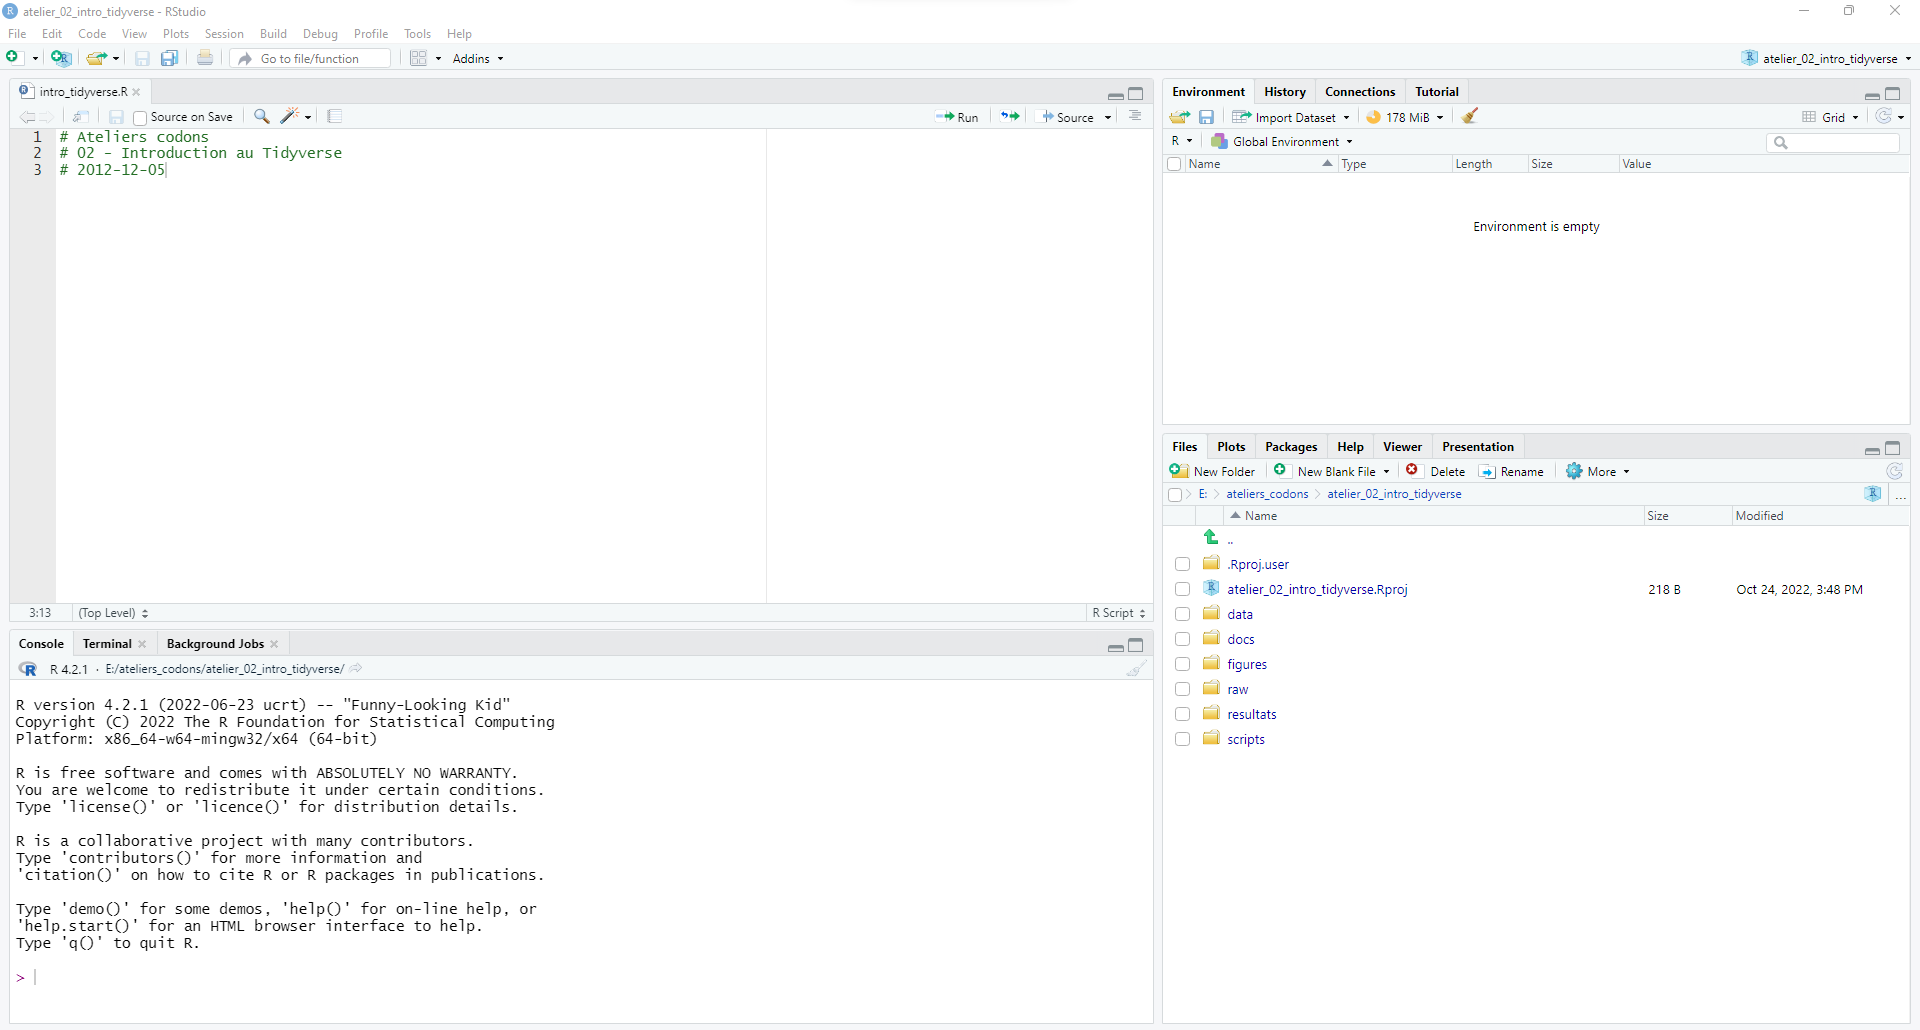 atelier_02_intro_tidyverse - RStudio
File Edit Code View Plots Session Build Debug Profile Tools Help
Go to file/function Addins atelier_02_intro_tidyverse
intro_tidyverse.R
Source on Save Run Source
1 # Ateliers codons
2 # 02 - Introduction au Tidyverse
3 # 2012-12-05
3:13 (Top Level) R Script
Console Terminal Background Jobs
R 4.2.1 · E:/ateliers_codons/atelier_02_intro_tidyverse/
R version 4.2.1 (2022-06-23 ucrt) -- "Funny-Looking Kid"
Copyright (C) 2022 The R Foundation for Statistical Computing
Platform: x86_64-w64-mingw32/x64 (64-bit)
R is free software and comes with ABSOLUTELY NO WARRANTY.
You are welcome to redistribute it under certain conditions.
Type 'license()' or 'licence()' for distribution details.
R is a collaborative project with many contributors.
Type 'contributors()' for more information and
'citation()' on how to cite R or R packages in publications.
Type 'demo()' for some demos, 'help()' for on-line help, or
'help.start()' for an HTML browser interface to help.
Type 'q()' to quit R.
>
Environment History Connections Tutorial
Import Dataset 178 MiB Grid
R Global Environment
Name Type Length Size Value
Environment is empty
Files Plots Packages Help Viewer Presentation
New Folder New Blank File Delete Rename More
E: ateliers_codons atelier_02_intro_tidyverse ...
Name Size Modified
..
.Rproj.user
atelier_02_intro_tidyverse.Rproj 218 B Oct 24, 2022, 3:48 PM
data
docs
figures
raw
resultats
scripts